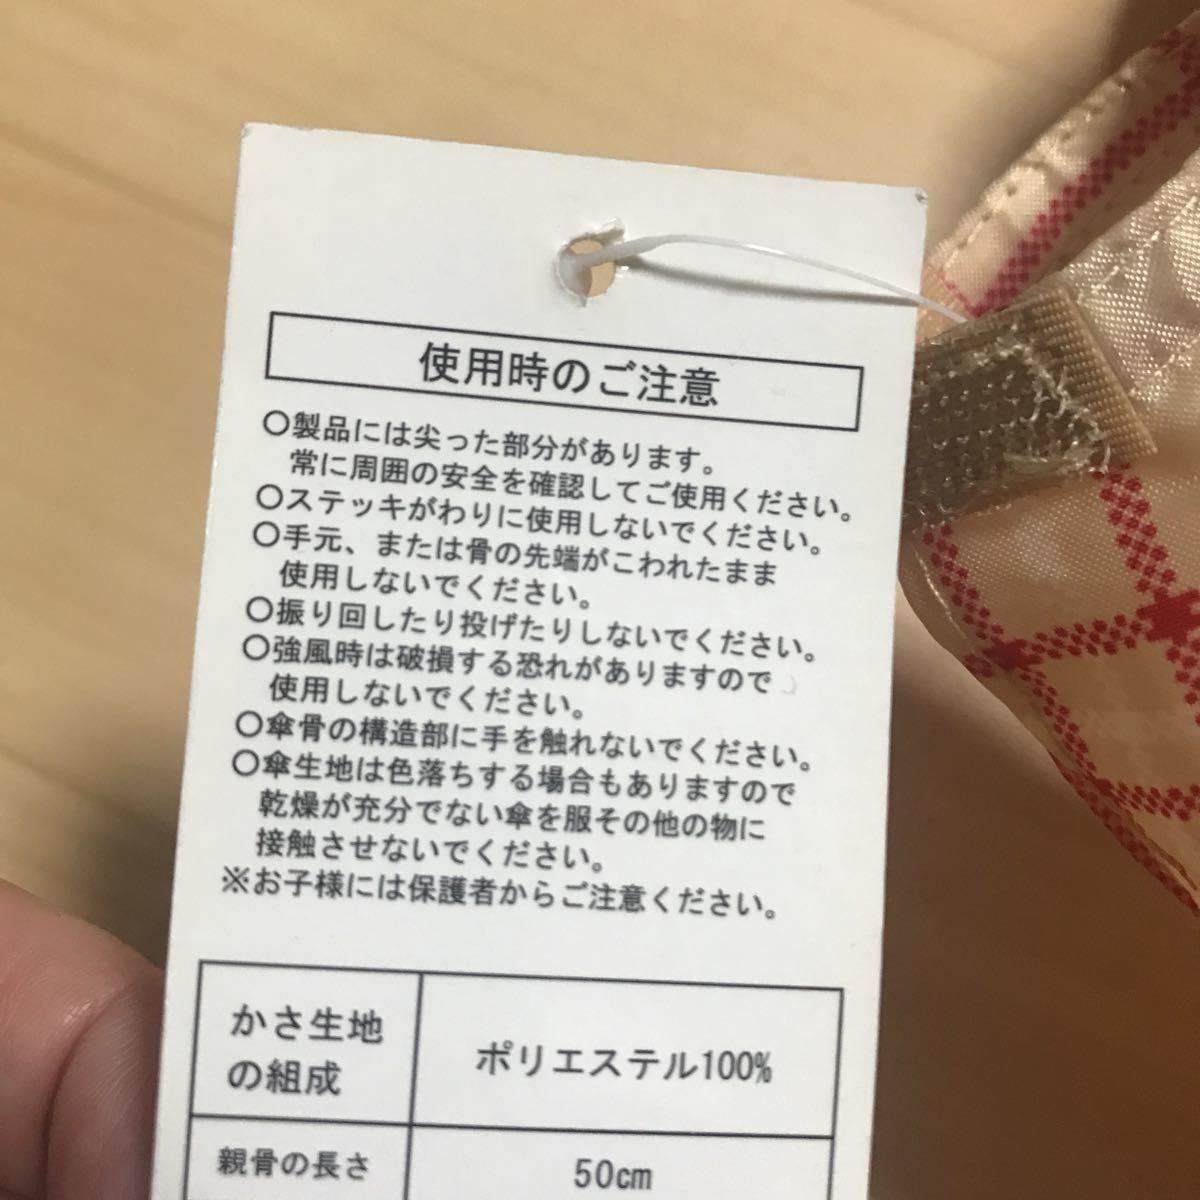 使用時のご注意
○製品には尖った部分があります。
常に周囲の安全を確認してご使用ください。
○ステッキがわりに使用しないでください。
○手元、または骨の先端がこわれたまま
使用しないでください。
○振り回したり投げたりしないでください。
○強風時は破損する恐れがありますので
使用しないでください。
○傘骨の構造部に手を触れないでください。
○傘生地は色落ちする場合もありますので
乾燥が充分でない傘を服その他の物に
接触させないでください。
※お子様には保護者からご注意ください。
かさ生地
の組成
ポリエステル100%
親骨の長さ
50cm